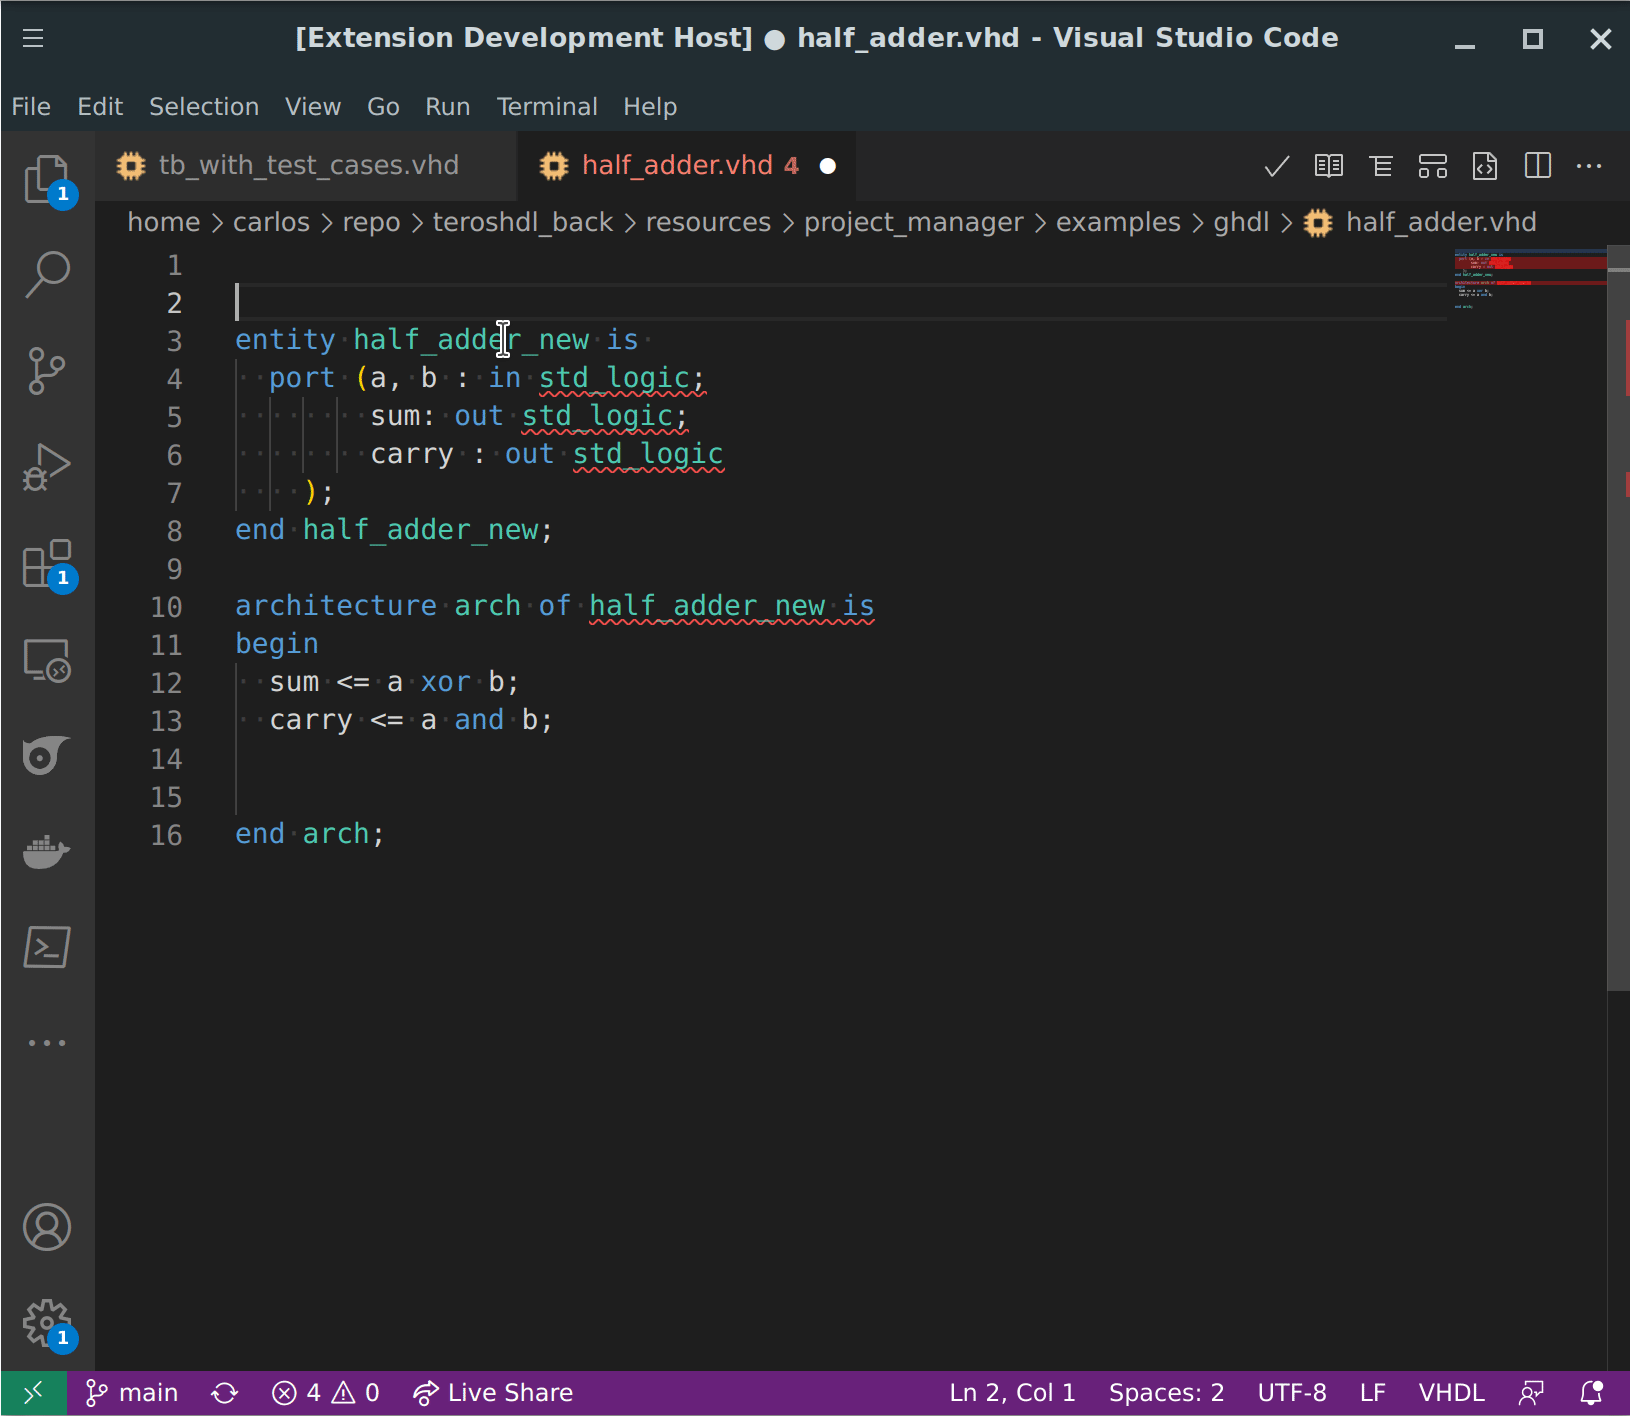 [Extension Development Host] ● half_adder.vhd - Visual Studio Code
File Edit Selection View Go Run Terminal Help
tb_with_test_cases.vhd half_adder.vhd 4 ●
home > carlos > repo > teroshdl_back > resources > project_manager > examples > ghdl > half_adder.vhd
1
2
3 entity half_adder_new is
4 port (a, b : in std_logic;
5 sum: out std_logic;
6 carry : out std_logic
7 );
8 end half_adder_new;
9
10 architecture arch of half_adder_new is
11 begin
12 sum <= a xor b;
13 carry <= a and b;
14
15
16 end arch;
1
1
1
main 4 0 Live Share Ln 2, Col 1 Spaces: 2 UTF-8 LF VHDL